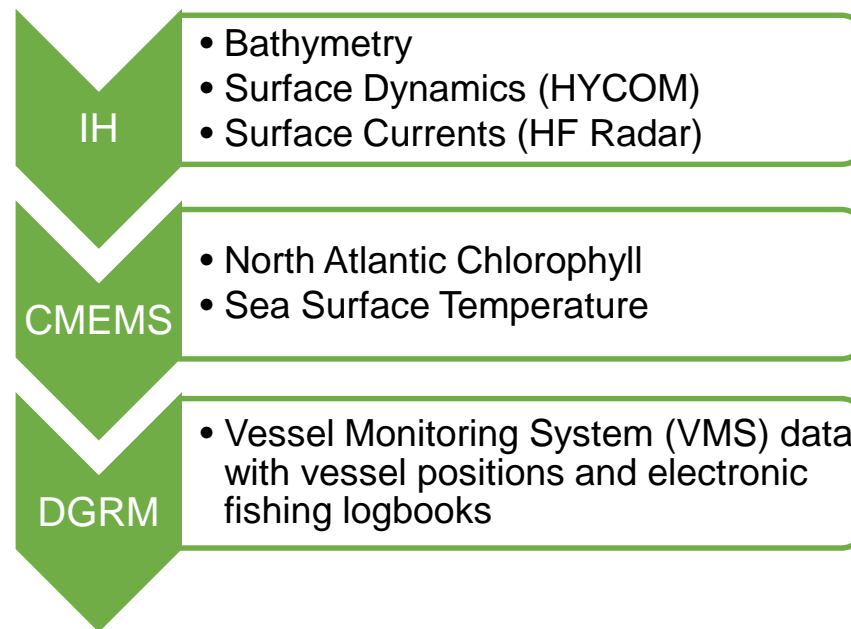 IH
• Bathymetry
• Surface Dynamics (HYCOM)
• Surface Currents (HF Radar)
CMEMS
• North Atlantic Chlorophyll
• Sea Surface Temperature
DGRM
• Vessel Monitoring System (VMS) data
with vessel positions and electronic
fishing logbooks